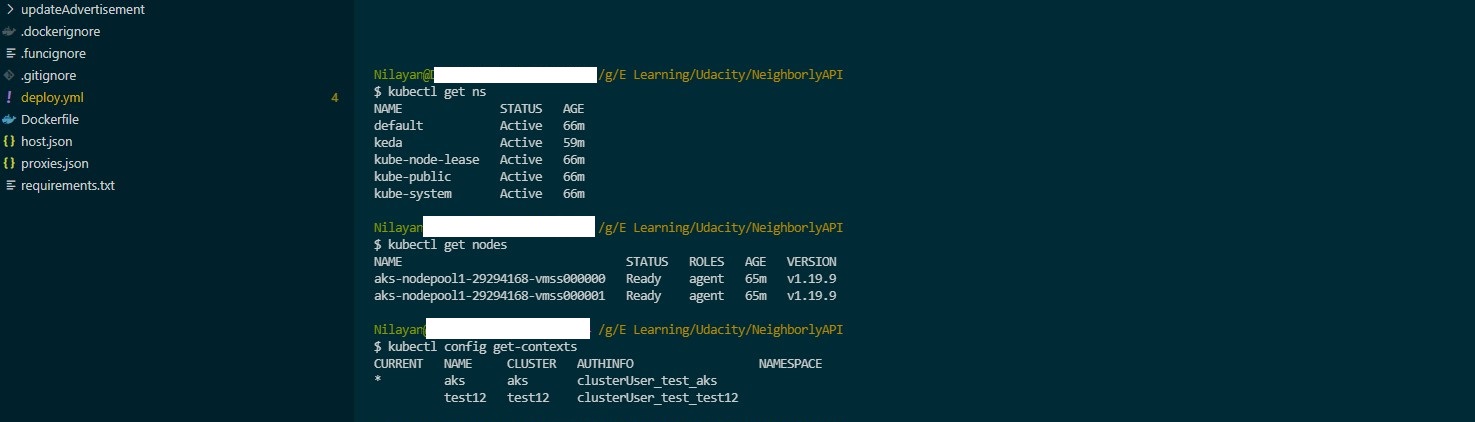 updateAdvertisement
.dockerignore
.funcignore
.gitignore
! deploy.yml 4
Dockerfile
{} host.json
{} proxies.json
requirements.txt
Nilayan@ /g/E Learning/Udacity/NeighborlyAPI
$ kubectl get ns
NAME STATUS AGE
default Active 66m
keda Active 59m
kube-node-lease Active 66m
kube-public Active 66m
kube-system Active 66m
Nilayan /g/E Learning/Udacity/NeighborlyAPI
$ kubectl get nodes
NAME STATUS ROLES AGE VERSION
aks-nodepool1-29294168-vmss000000 Ready agent 65m v1.19.9
aks-nodepool1-29294168-vmss000001 Ready agent 65m v1.19.9
Nilayan@ /g/E Learning/Udacity/NeighborlyAPI
$ kubectl config get-contexts
CURRENT NAME CLUSTER AUTHINFO NAMESPACE
* aks aks clusterUser_test_aks
test12 test12 clusterUser_test_test12